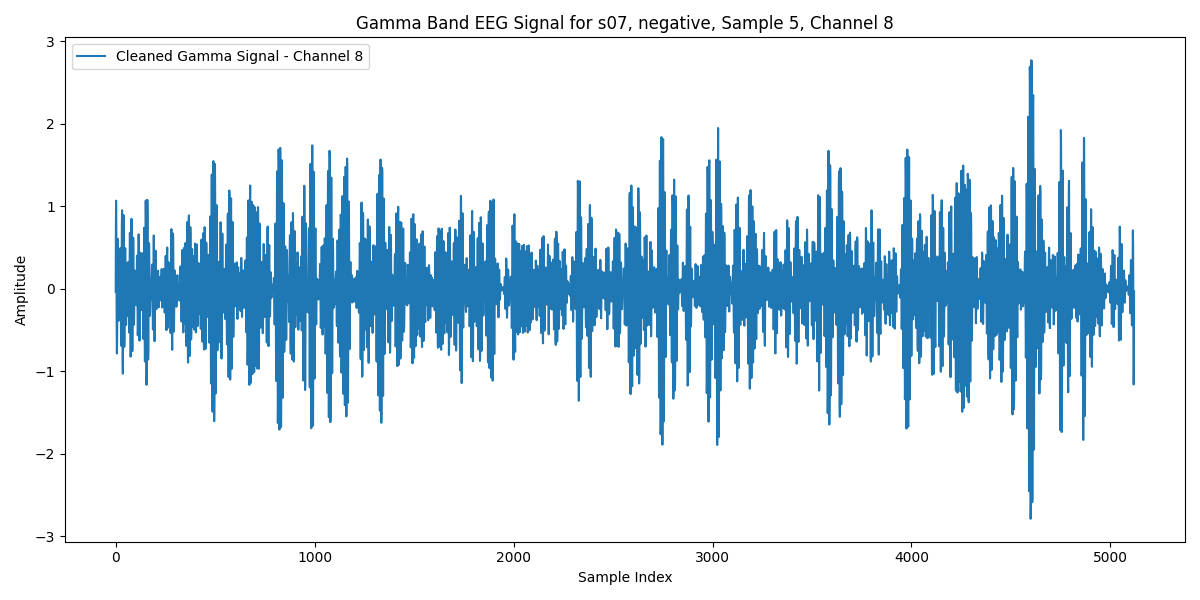 Gamma Band EEG Signal for s07, negative, Sample 5, Channel 8
Cleaned Gamma Signal - Channel 8
3
2
1
0
−1
−2
−3
Amplitude
0 1000 2000 3000 4000 5000
Sample Index